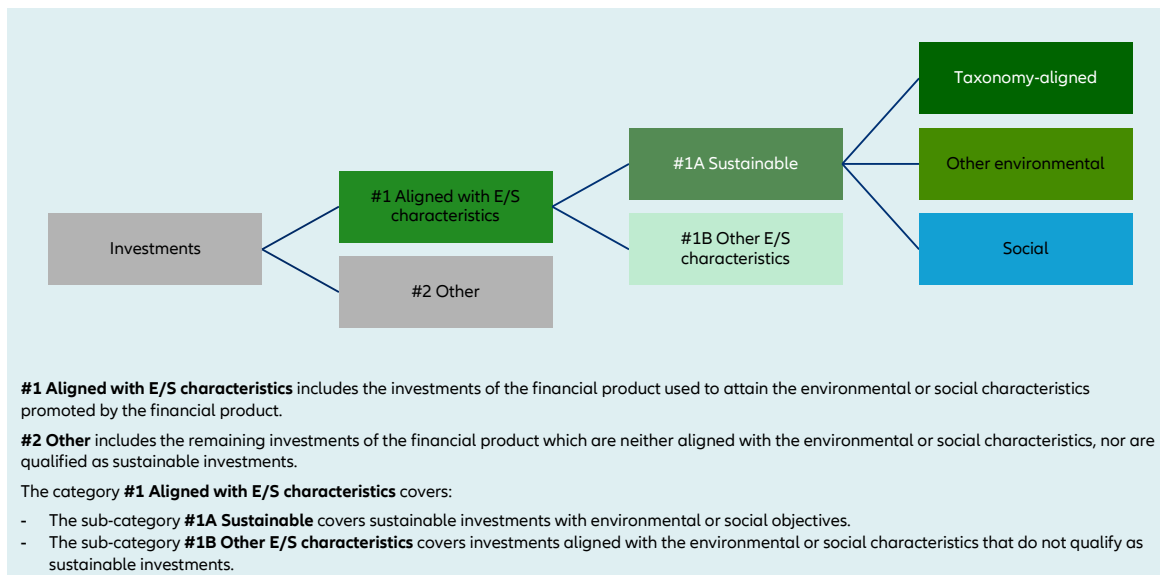 Taxonomy-aligned
#1A Sustainable
Other environmental
#1 Aligned with E/S
characteristics
#1B Other E/S
characteristics
Investments
Social
#2 Other
#1 Aligned with E/S characteristics includes the investments of the financial product used to attain the environmental or social characteristics
promoted by the financial product.
#2 Other includes the remaining investments of the financial product which are neither aligned with the environmental or social characteristics, nor are
qualified as sustainable investments.
The category #1 Aligned with E/S characteristics covers:
- The sub-category #1A Sustainable covers sustainable investments with environmental or social objectives.
- The sub-category #1B Other E/S characteristics covers investments aligned with the environmental or social characteristics that do not qualify as
sustainable investments.